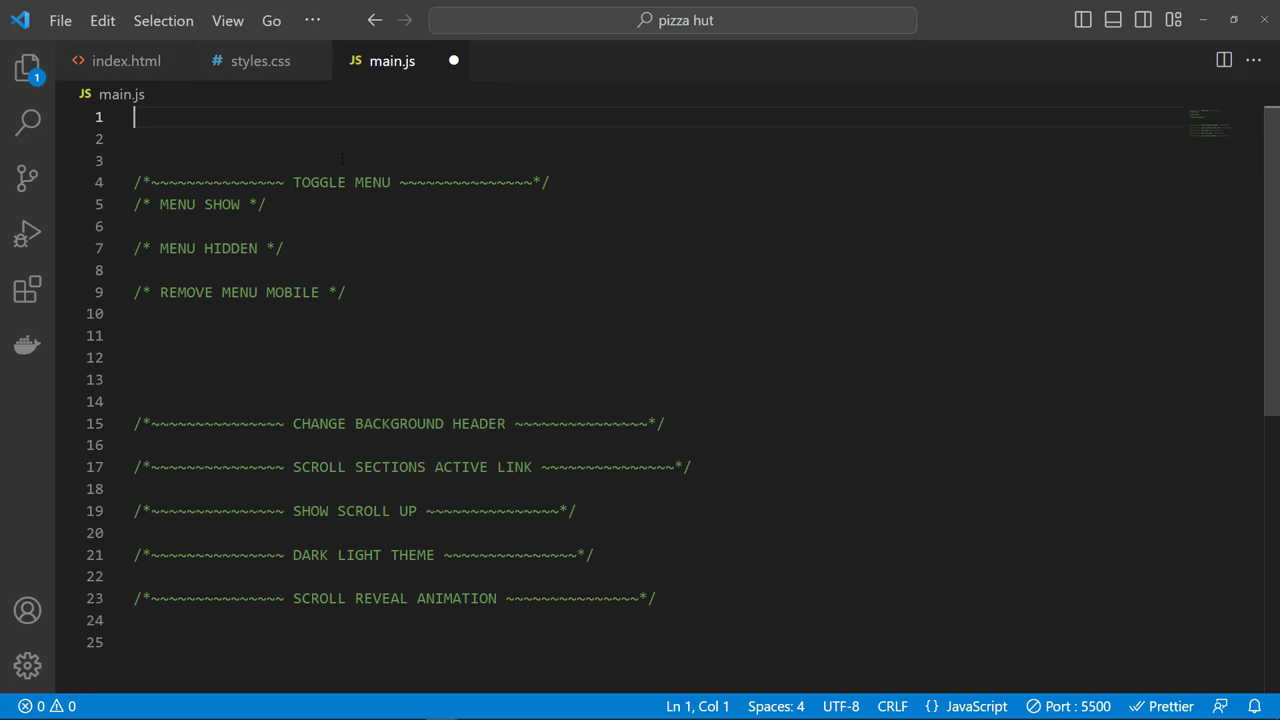 File Edit Selection View Go ··· pizza hut
index.html styles.css JS main.js
1 JS main.js
1
2
3
4 /*~~~~~~~~~~~~~~~ TOGGLE MENU ~~~~~~~~~~~~~~~*/
5 /* MENU SHOW */
6
7 /* MENU HIDDEN */
8
9 /* REMOVE MENU MOBILE */
10
11
12
13
14
15 /*~~~~~~~~~~~~~~~ CHANGE BACKGROUND HEADER ~~~~~~~~~~~~~~~*/
16
17 /*~~~~~~~~~~~~~~~ SCROLL SECTIONS ACTIVE LINK ~~~~~~~~~~~~~~~*/
18
19 /*~~~~~~~~~~~~~~~ SHOW SCROLL UP ~~~~~~~~~~~~~~~*/
20
21 /*~~~~~~~~~~~~~~~ DARK LIGHT THEME ~~~~~~~~~~~~~~~*/
22
23 /*~~~~~~~~~~~~~~~ SCROLL REVEAL ANIMATION ~~~~~~~~~~~~~~~*/
24
25
0 0 Ln 1, Col 1 Spaces: 4 UTF-8 CRLF {} JavaScript Port : 5500 Prettier